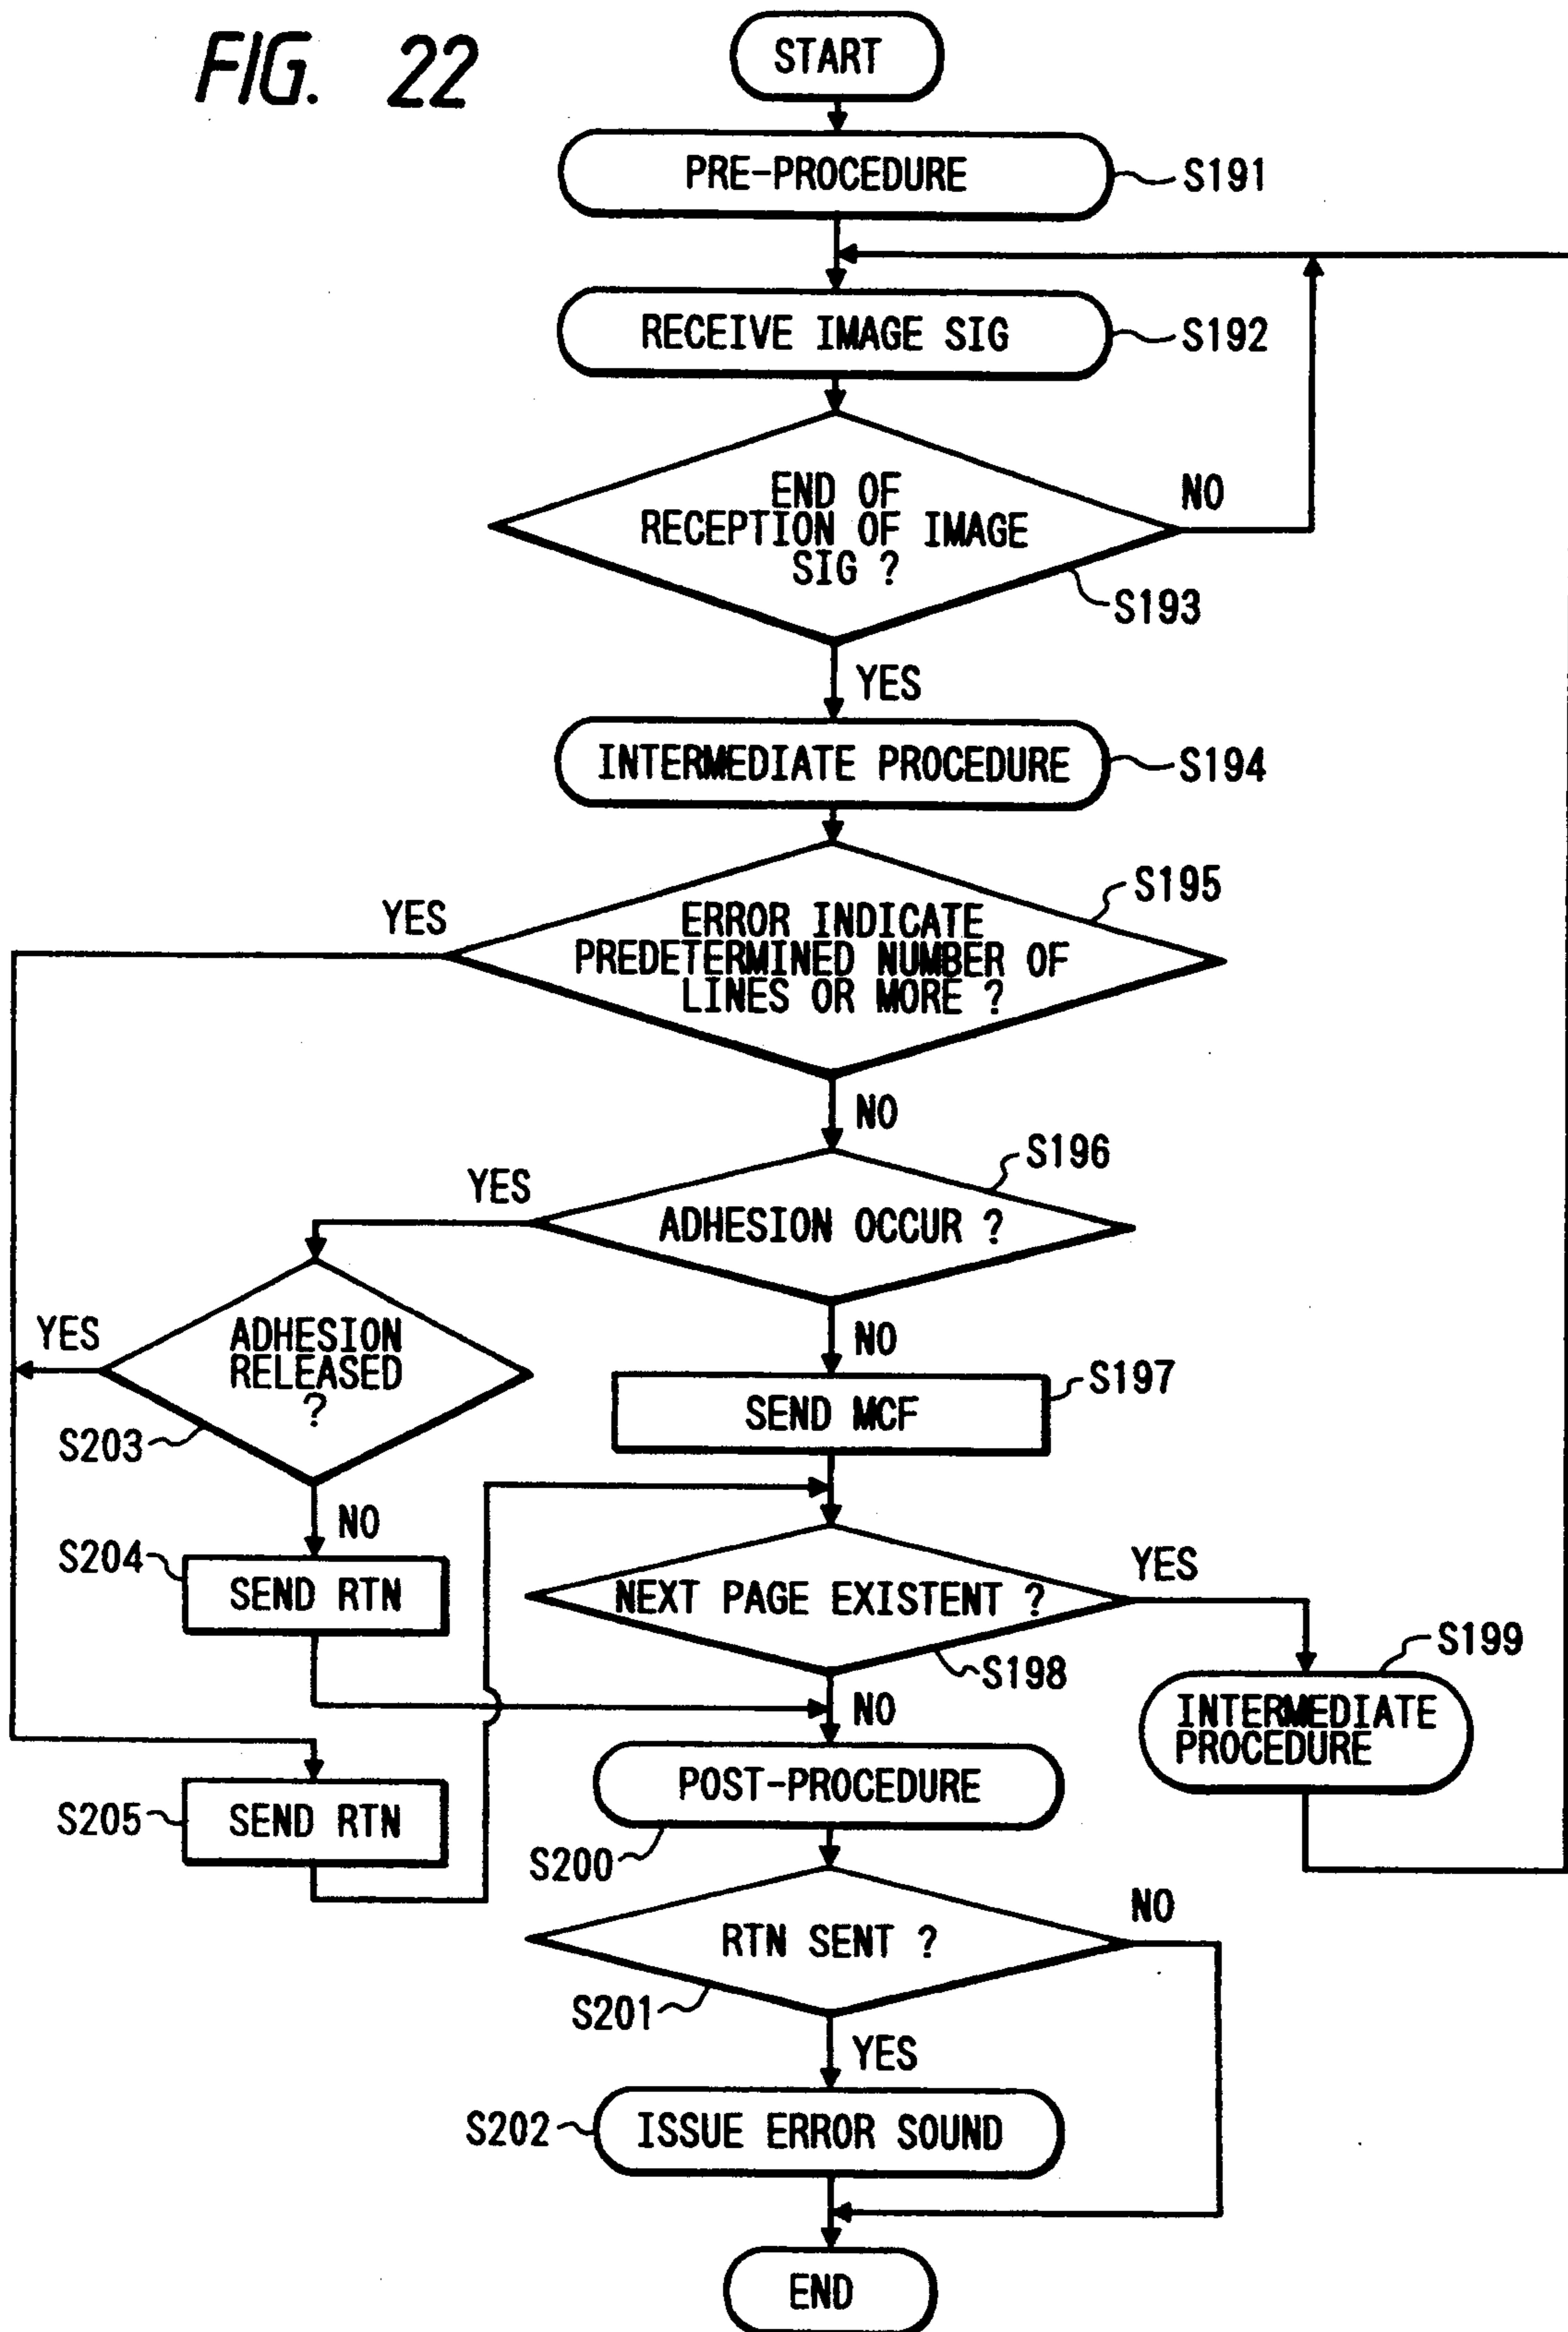 FIG. 22
START
PRE-PROCEDURE
S191
RECEIVE IMAGE SIG
S192
END OF
RECEPTION OF IMAGE
SIG ?
NO
S193
YES
INTERMEDIATE PROCEDURE
S194
S195
YES
ERROR INDICATE
PREDETERMINED NUMBER OF
LINES OR MORE ?
NO
S196
YES
ADHESION OCCUR ?
YES
ADHESION
RELEASED
?
S203
NO
S197
SEND MCF
NO
S204
SEND RTN
NEXT PAGE EXISTENT ?
YES
S198
S199
NO
INTERMEDIATE
PROCEDURE
POST-PROCEDURE
S205
SEND RTN
S200
RTN SENT ?
NO
S201
YES
S202
ISSUE ERROR SOUND
END